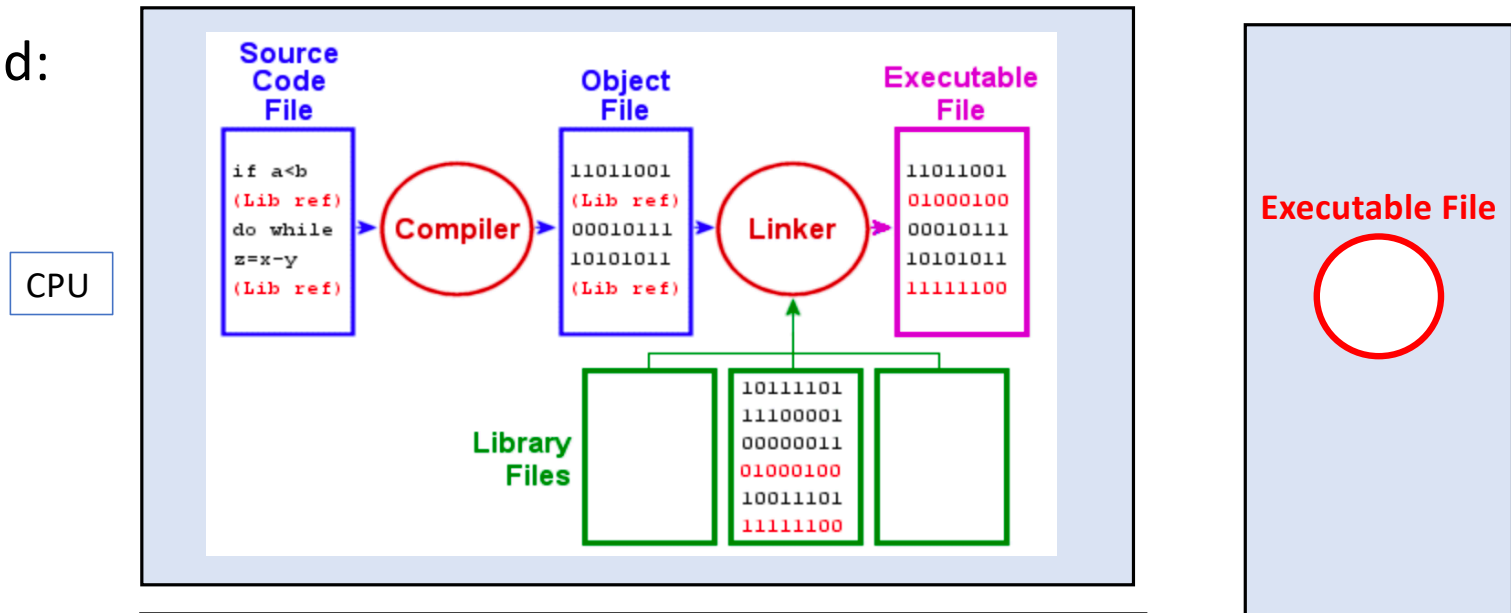 d:
CPU
Source
Code
File
if a<b
(Lib ref)
do while
z=x-y
(Lib ref)
Compiler
Object
File
11011001
(Lib ref)
00010111
10101011
(Lib ref)
Linker
Executable
File
11011001
01000100
00010111
10101011
11111100
Library
Files
10111101
11100001
00000011
01000100
10011101
11111100
Executable File